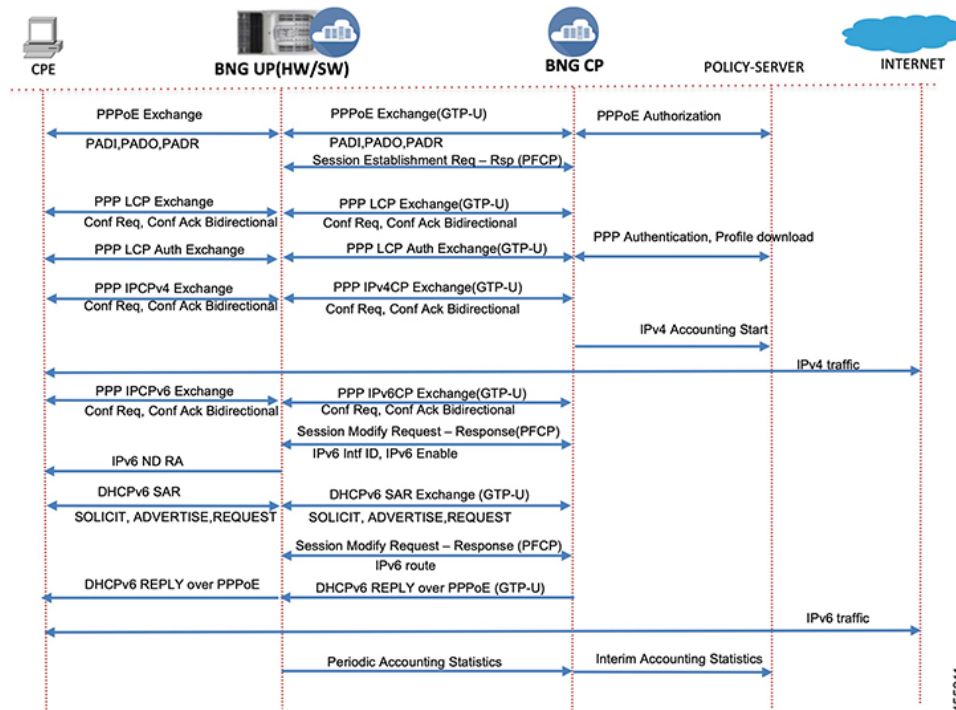 CPE
BNG UP(HW/SW)
BNG CP
POLICY-SERVER
INTERNET
PPPoE Exchange
PPPoE Exchange(GTP-U)
PPPoE Authorization
PADI,PADO,PADR
PADI,PADO,PADR
Session Establishment Req – Rsp (PFCP)
PPP LCP Exchange
PPP LCP Exchange(GTP-U)
Conf Req, Conf Ack Bidirectional
Conf Req, Conf Ack Bidirectional
PPP LCP Auth Exchange
PPP LCP Auth Exchange(GTP-U)
PPP Authentication, Profile download
PPP IPCPv4 Exchange
PPP IPv4CP Exchange(GTP-U)
Conf Req, Conf Ack Bidirectional
Conf Req, Conf Ack Bidirectional
IPv4 Accounting Start
IPv4 traffic
PPP IPCPv6 Exchange
PPP IPv6CP Exchange(GTP-U)
Conf Req, Conf Ack Bidirectional
Conf Req, Conf Ack Bidirectional
Session Modify Request – Response(PFCP)
IPv6 Intf ID, IPv6 Enable
IPv6 ND RA
DHCPv6 SAR
DHCPv6 SAR Exchange (GTP-U)
SOLICIT, ADVERTISE,REQUEST
SOLICIT, ADVERTISE,REQUEST
Session Modify Request – Response (PFCP)
IPv6 route
DHCPv6 REPLY over PPPoE
DHCPv6 REPLY over PPPoE (GTP-U)
IPv6 traffic
Periodic Accounting Statistics
Interim Accounting Statistics